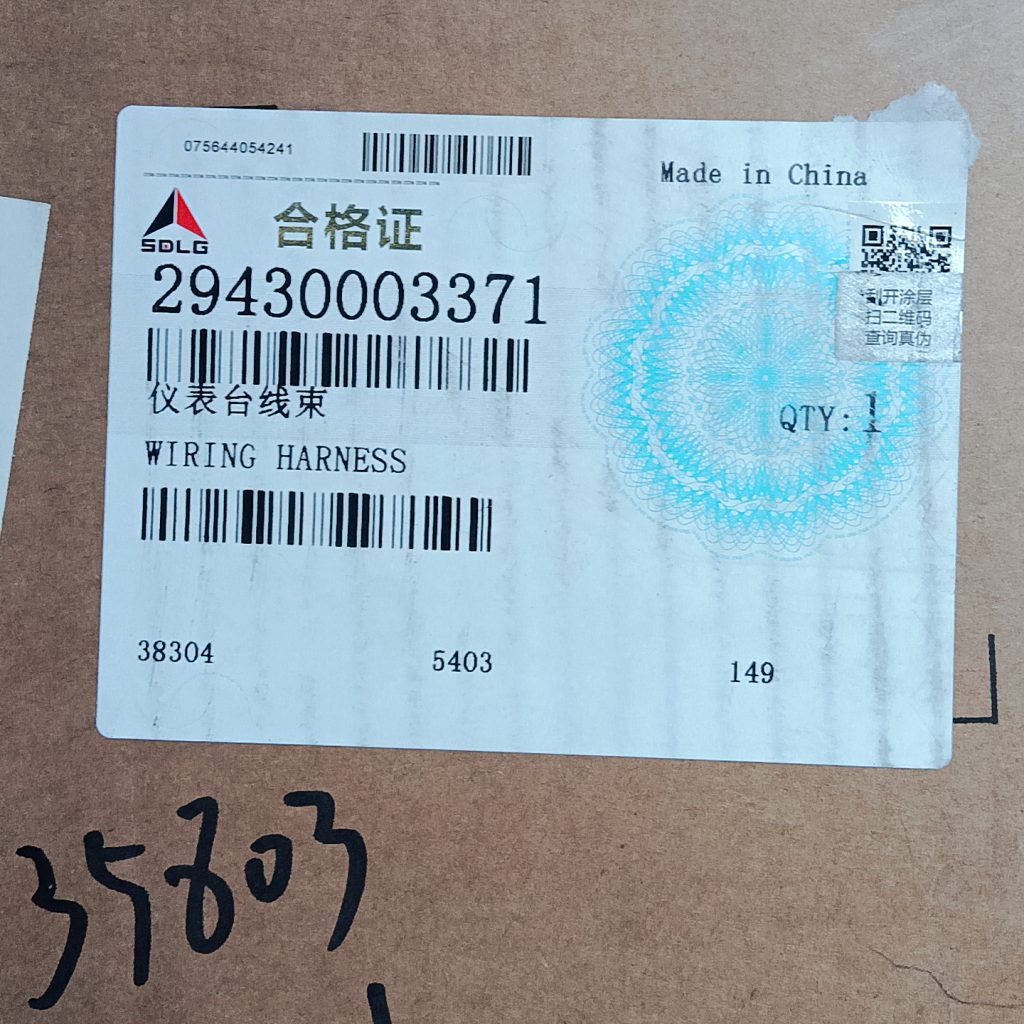 075644054241
Made in China
SDLG
合格证
29430003371
刮开涂层
扫二维码
查询真伪
仪表台线束
QTY: 1
WIRING HARNESS
38304 5403 149
35803